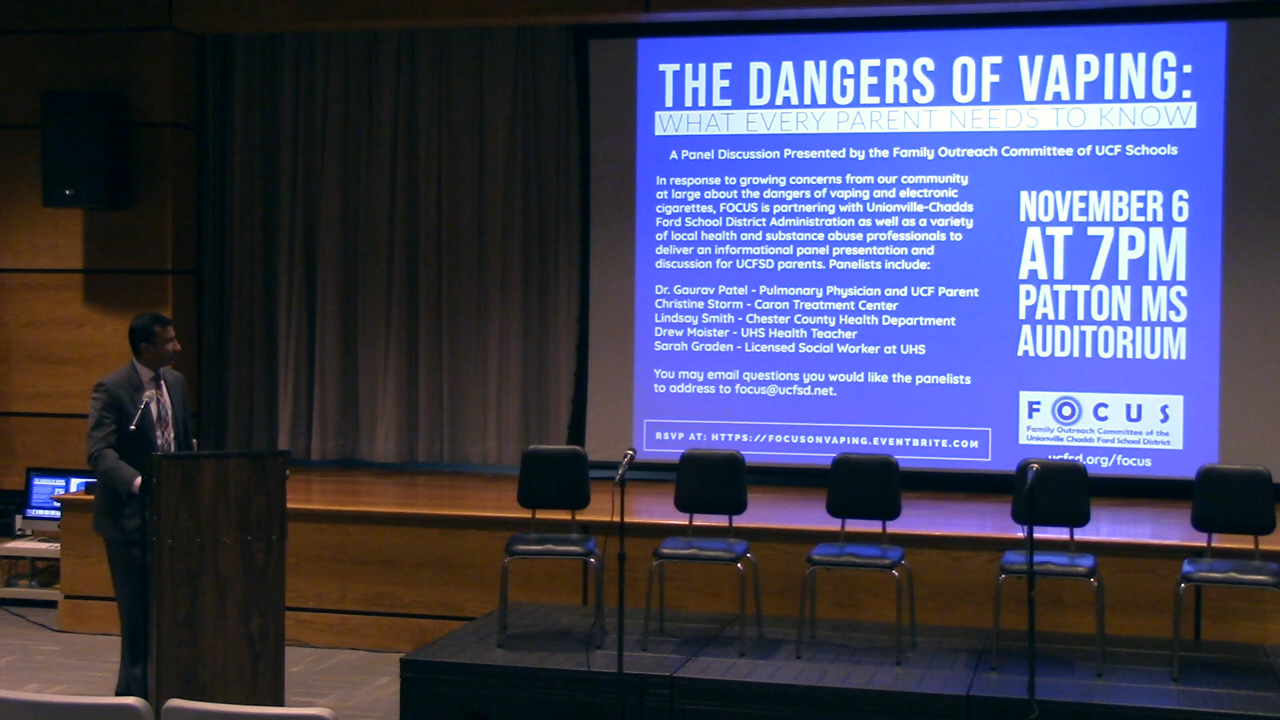 THE DANGERS OF VAPING:
WHAT EVERY PARENT NEEDS TO KNOW
A Panel Discussion Presented by the Family Outreach Committee of UCF Schools
In response to growing concerns from our community
at large about the dangers of vaping and electronic
cigarettes, FOCUS is partnering with Unionville-Chadds
Ford School District Administration as well as a variety
of local health and substance abuse professionals to
deliver an informational panel presentation and
discussion for UCFSD parents. Panelists include:
Dr. Gaurav Patel - Pulmonary Physician and UCF Parent
Christine Storm - Caron Treatment Center
Lindsay Smith - Chester County Health Department
Drew Moister - UHS Health Teacher
Sarah Graden - Licensed Social Worker at UHS
You may email questions you would like the panelists
to address to focus@ucfsd.net.
RSVP AT: HTTPS://FOCUSONVAPING.EVENTBRITE.COM
NOVEMBER 6
AT 7PM
PATTON MS
AUDITORIUM
FOCUS
Family Outreach Committee of the
Unionville Chadds Ford School District
ucfsd.org/focus